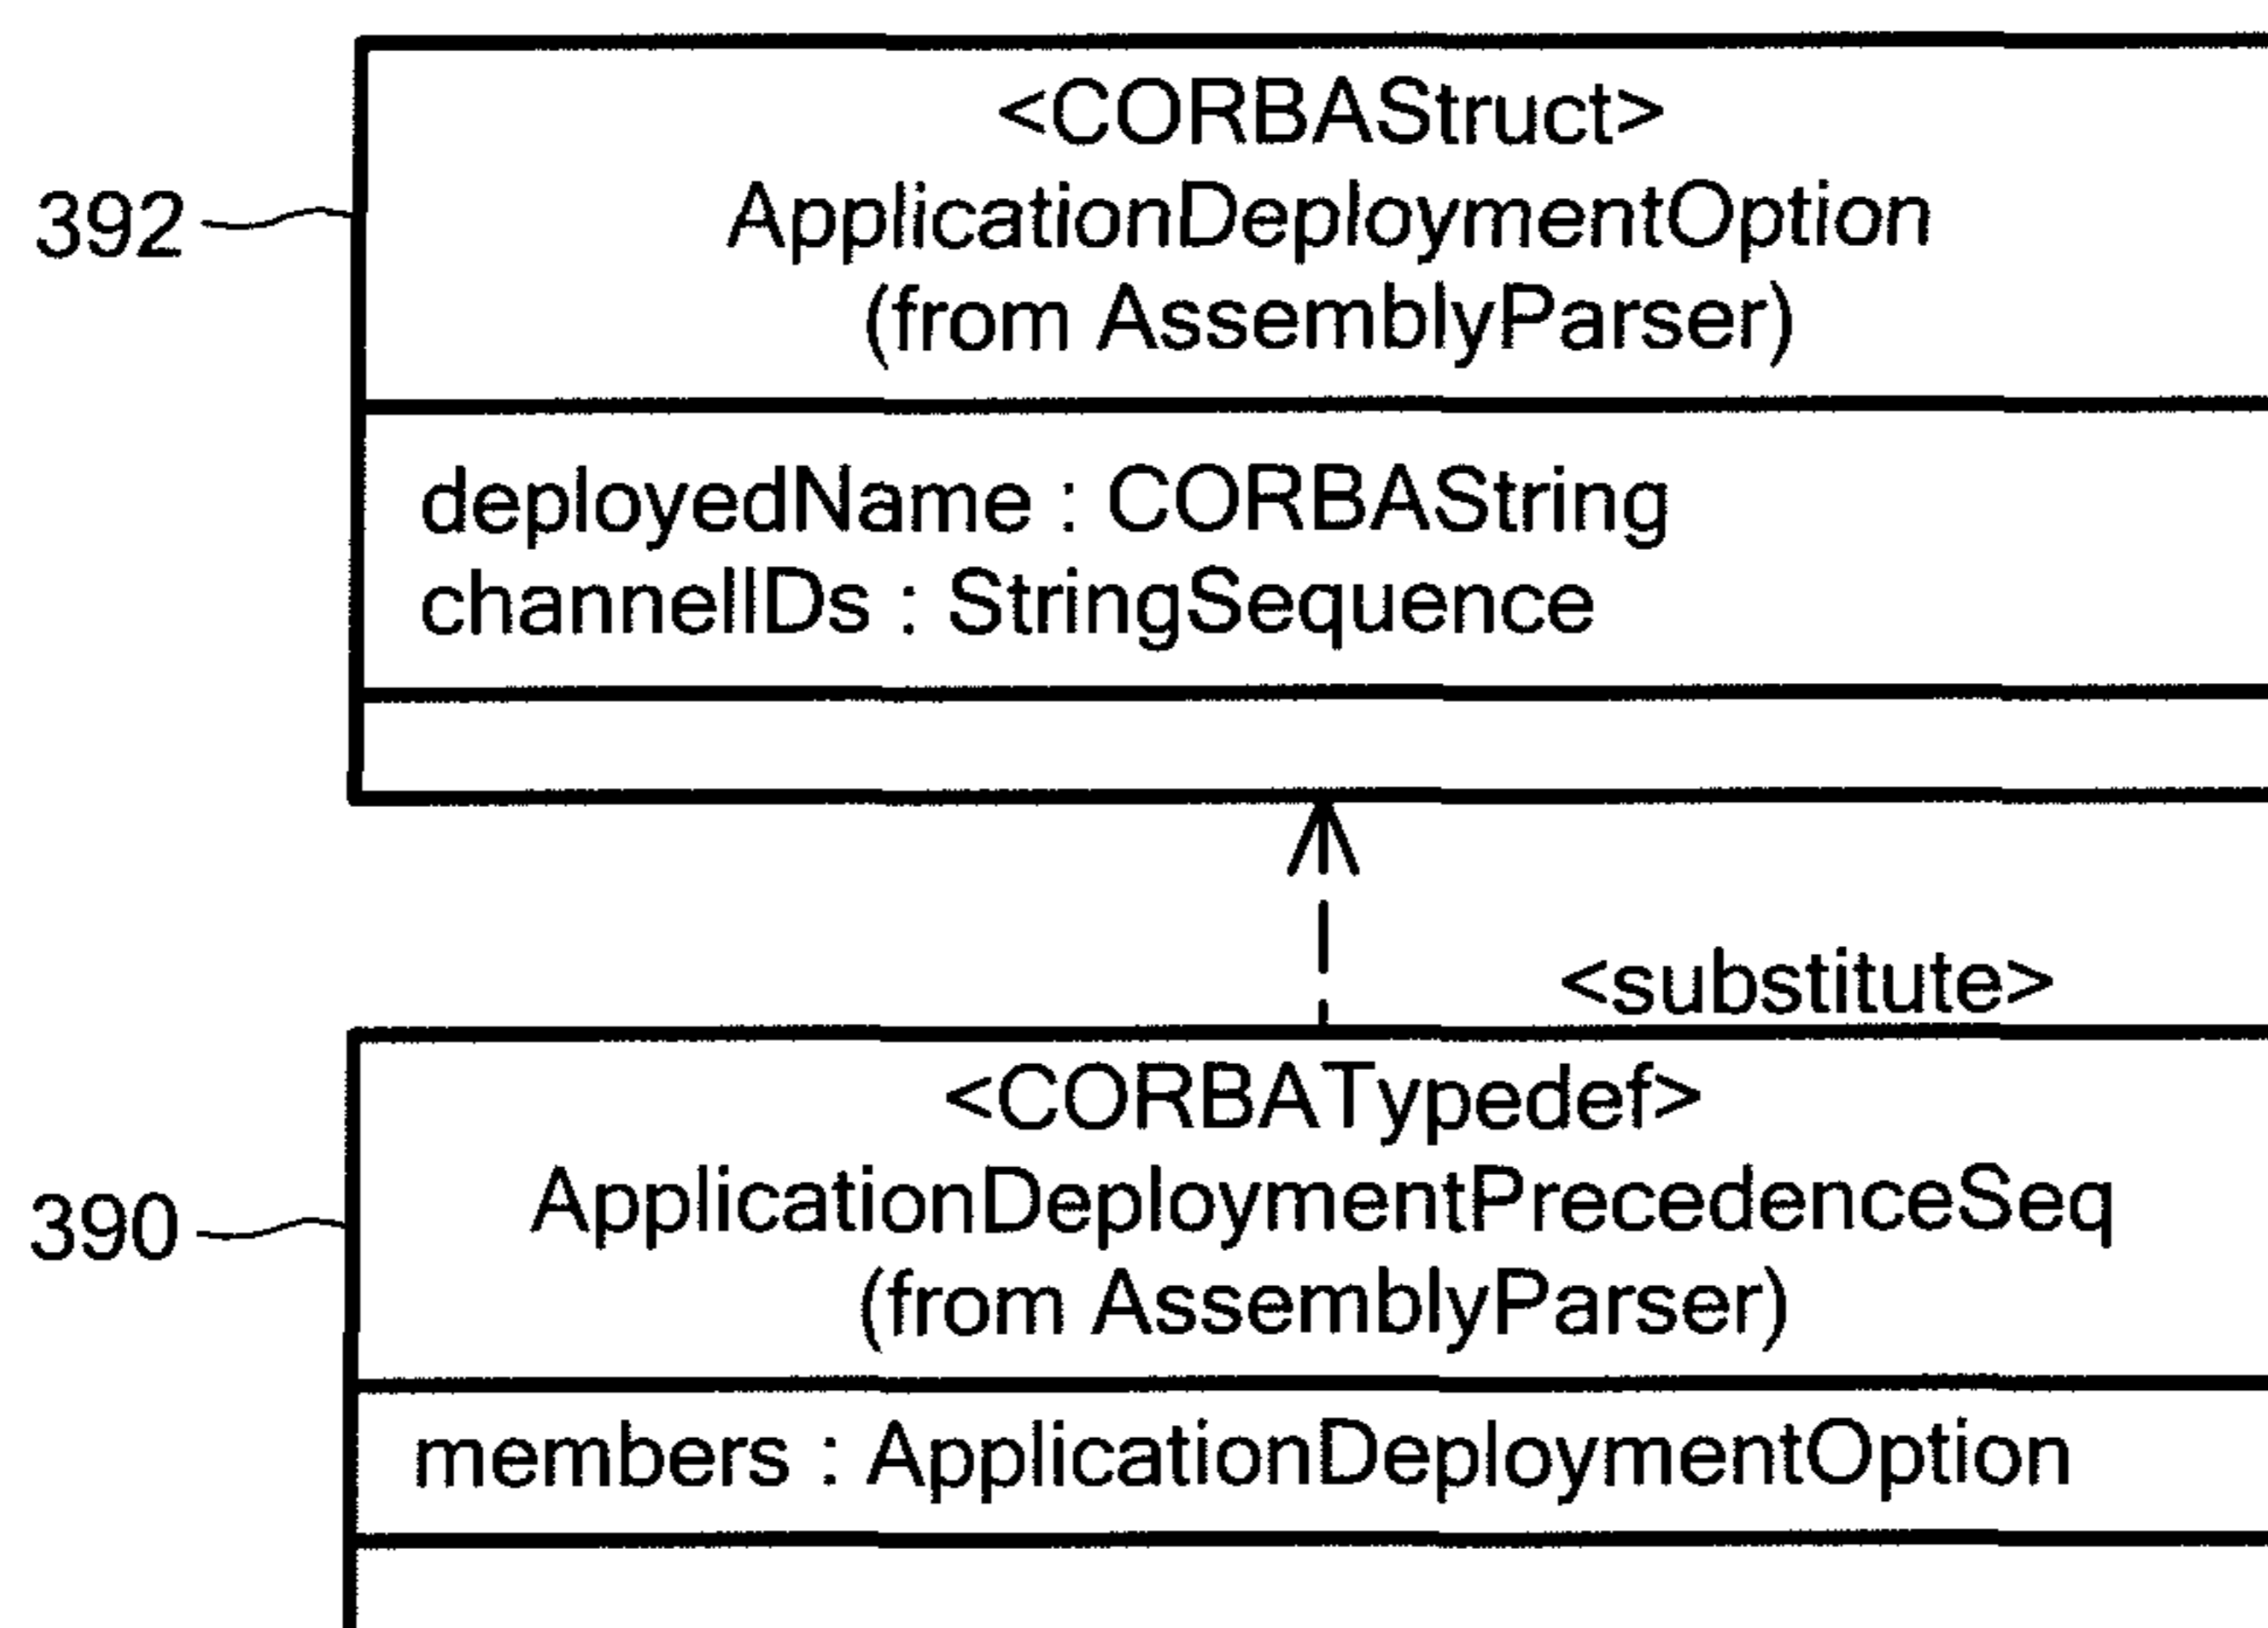 <CORBAStruct>
392
ApplicationDeploymentOption
(from AssemblyParser)
deployedName : CORBAString
channelIDs : StringSequence
<substitute>
<CORBATypedef>
390
ApplicationDeploymentPrecedenceSeq
(from AssemblyParser)
members : ApplicationDeploymentOption